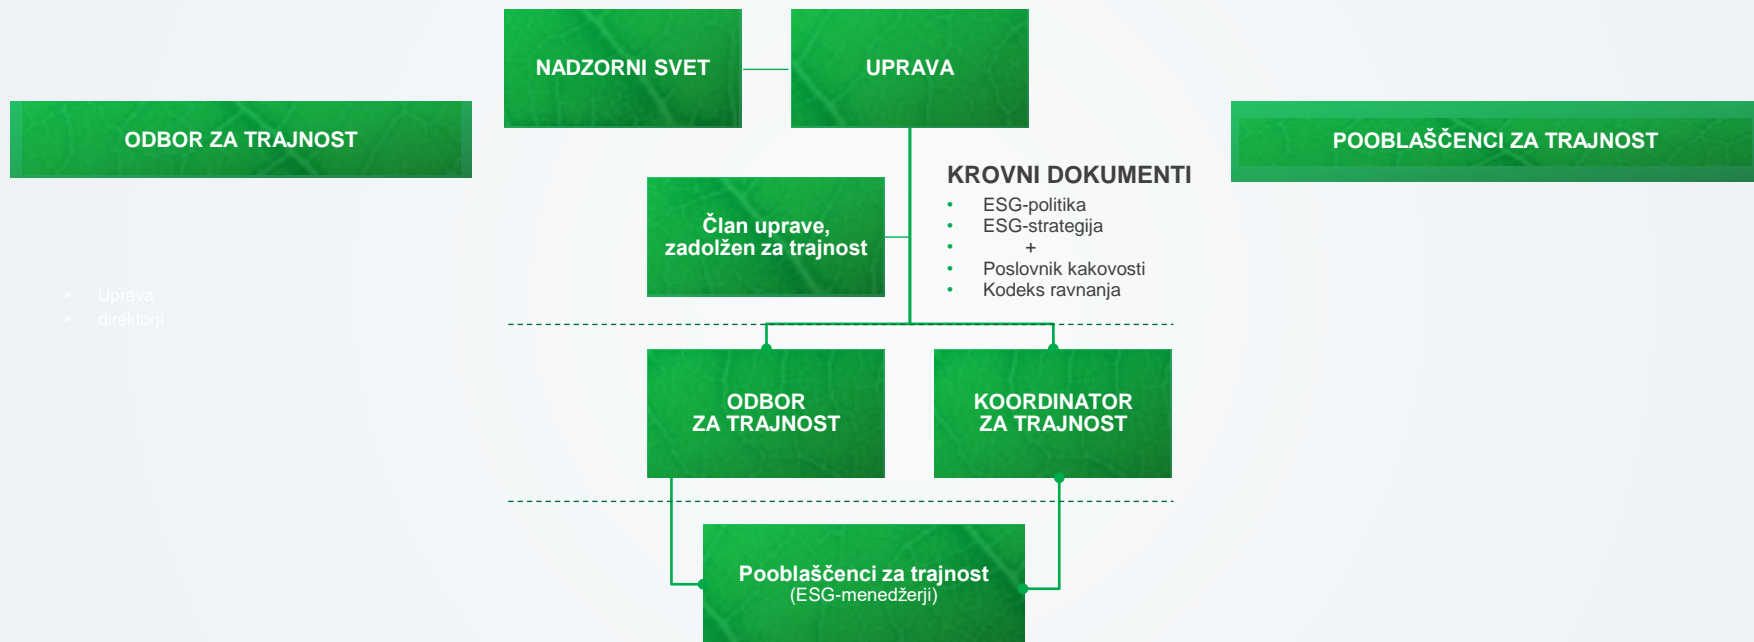 NADZORNI SVET
UPRAVA
ODBOR ZA TRAJNOST
POOBLAŠČENCI ZA TRAJNOST
KROVNI DOKUMENTI
• ESG-politika
• ESG-strategija
• +
• Poslovnik kakovosti
• Kodeks ravnanja
Član uprave,
zadolžen za trajnost
• Uprava
• direktorji
ODBOR
ZA TRAJNOST
KOORDINATOR
ZA TRAJNOST
Pooblaščenci za trajnost
(ESG-menedžerji)